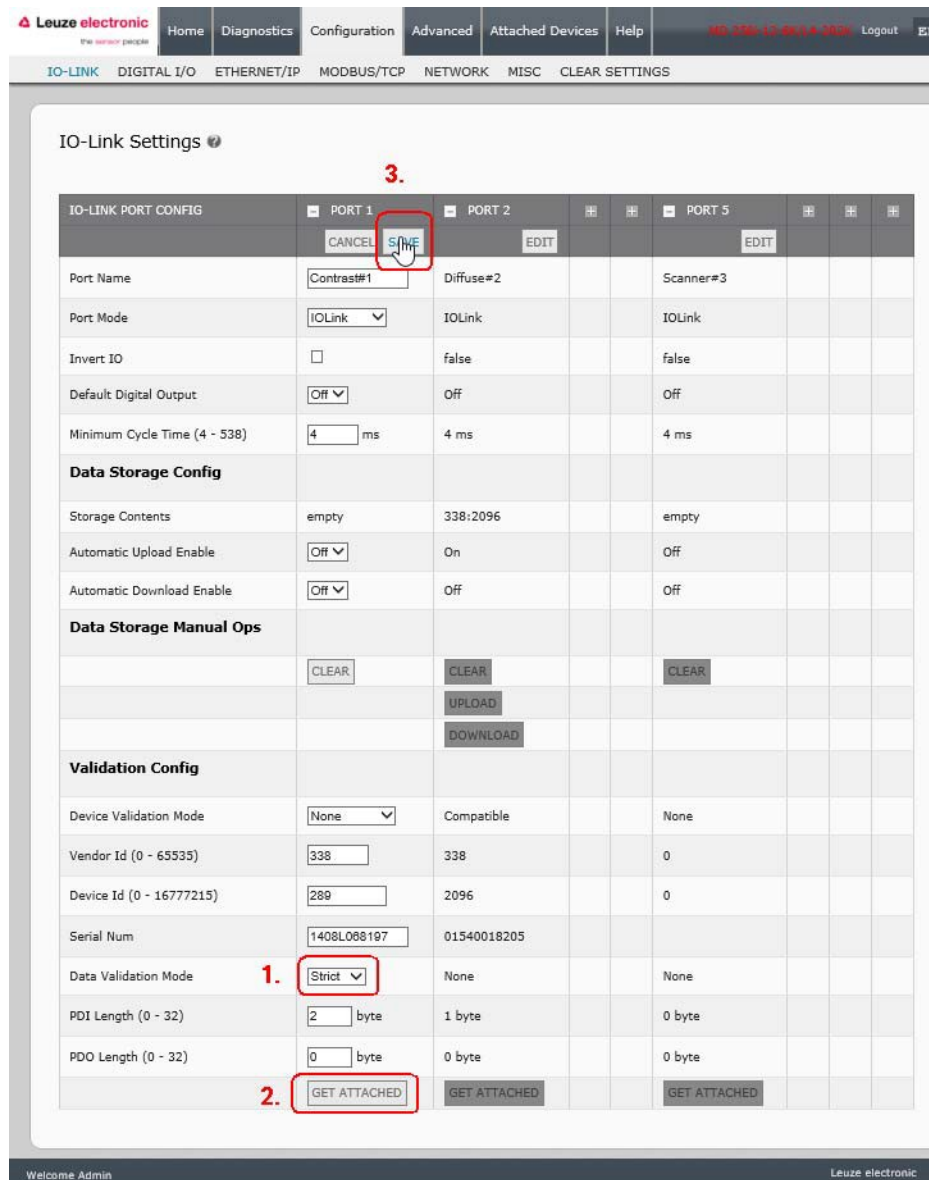 Leuze electronic
the sensor people
Home Diagnostics Configuration Advanced Attached Devices Help Logout
IO-LINK DIGITAL I/O ETHERNET/IP MODBUS/TCP NETWORK MISC CLEAR SETTINGS
IO-Link Settings ?
3.
IO-LINK PORT CONFIG PORT 1 PORT 2 PORT 5
CANCEL SAVE EDIT EDIT
Port Name Contrast#1 Diffuse#2 Scanner#3
Port Mode IOLink IOLink IOLink
Invert IO false false
Default Digital Output Off Off Off
Minimum Cycle Time (4 - 538) 4 ms 4 ms 4 ms
Data Storage Config
Storage Contents empty 338:2096 empty
Automatic Upload Enable Off On Off
Automatic Download Enable Off Off Off
Data Storage Manual Ops
CLEAR CLEAR CLEAR
UPLOAD
DOWNLOAD
Validation Config
Device Validation Mode None Compatible None
Vendor Id (0 - 65535) 338 338 0
Device Id (0 - 16777215) 289 2096 0
Serial Num 1408L068197 01540018205
Data Validation Mode 1. Strict None None
PDI Length (0 - 32) 2 byte 1 byte 0 byte
PDO Length (0 - 32) 0 byte 0 byte 0 byte
2. GET ATTACHED GET ATTACHED GET ATTACHED
Welcome Admin Leuze electronic